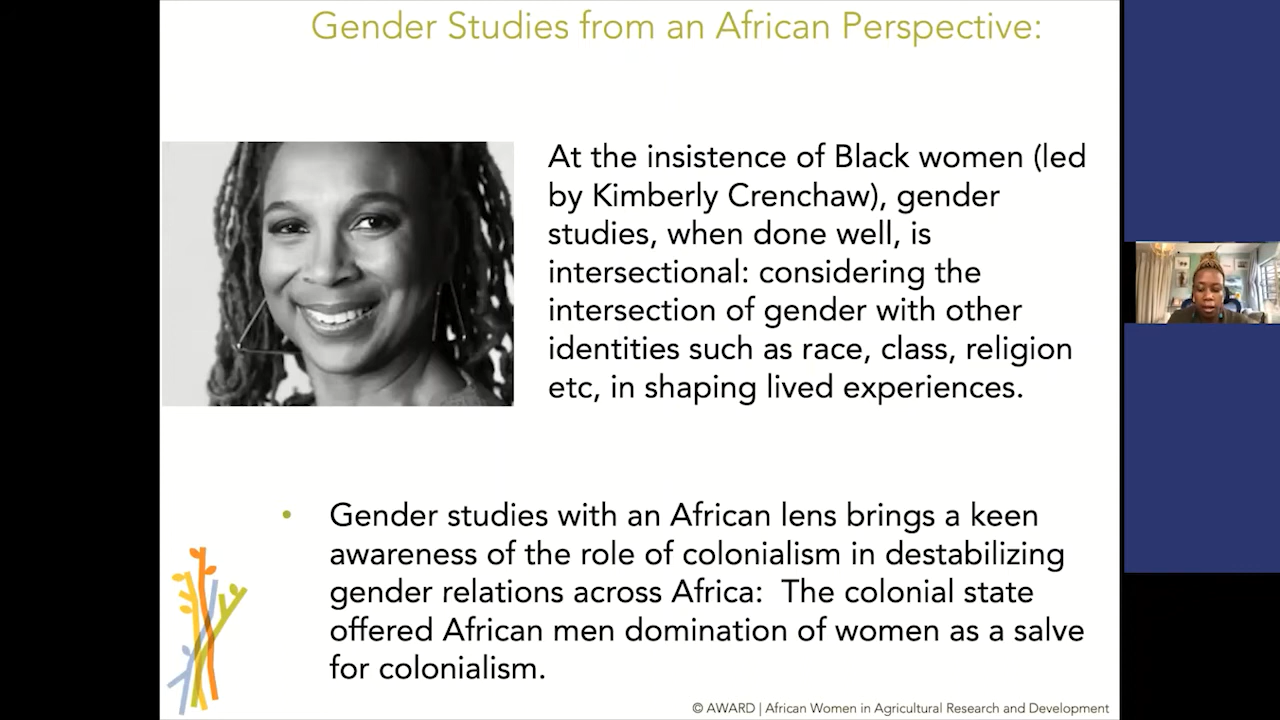 Gender Studies from an African Perspective:
At the insistence of Black women (led
by Kimberly Crenchaw), gender
studies, when done well, is
intersectional: considering the
intersection of gender with other
identities such as race, class, religion
etc, in shaping lived experiences.
• Gender studies with an African lens brings a keen
awareness of the role of colonialism in destabilizing
gender relations across Africa:  The colonial state
offered African men domination of women as a salve
for colonialism.
© AWARD | African Women in Agricultural Research and Development